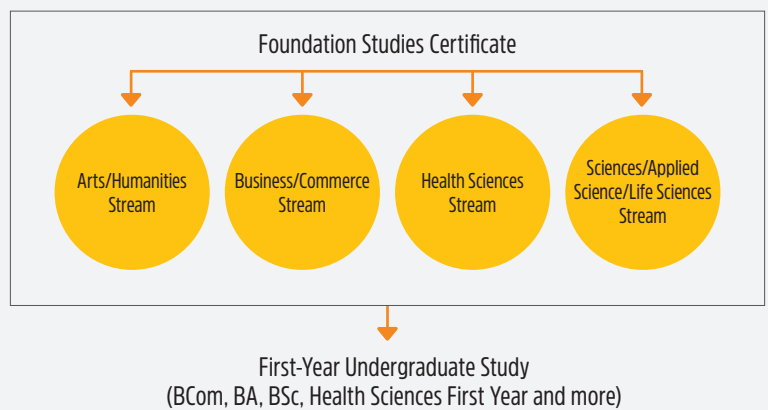 Foundation Studies Certificate
Arts/Humanities
Stream
Business/Commerce
Stream
Health Sciences
Stream
Sciences/Applied
Science/Life Sciences
Stream
First-Year Undergraduate Study
(BCom, BA, BSc, Health Sciences First Year and more)